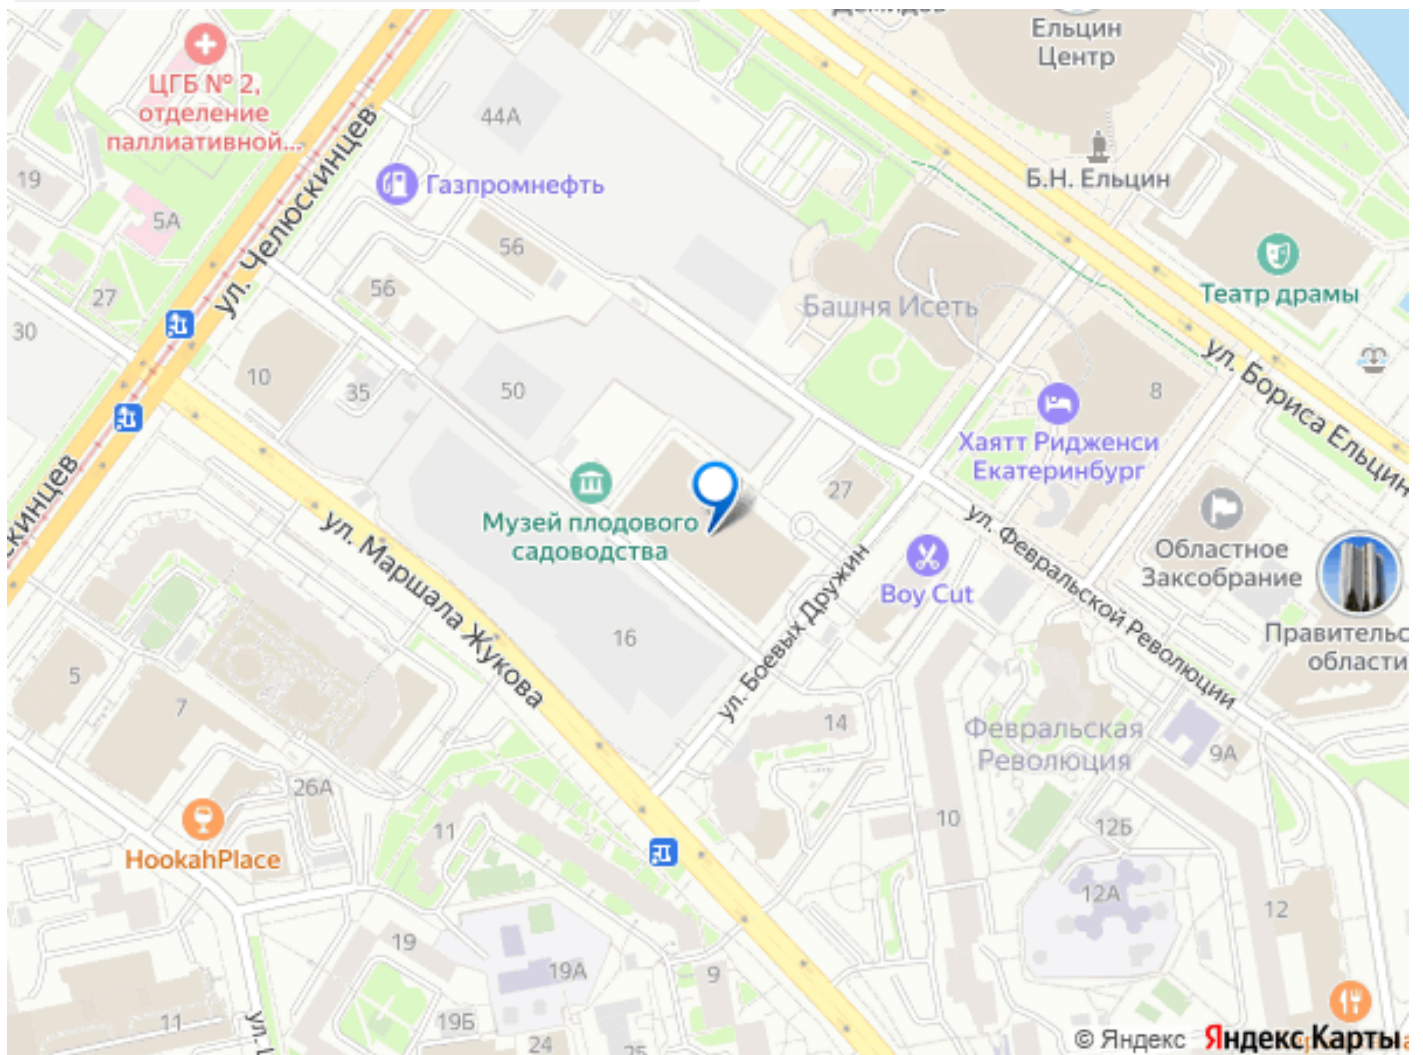 Демидов
Ельцин
Центр
ЦГБ № 2,
отделение
паллиативной...
44А
19
5А
ул. Челюскинцев
Газпромнефть
Б.Н. Ельцин
56
27
56
Башня Исеть
Театр драмы
30
10
35
50
8
ул. Бориса Ельцин
Хаятт Ридженси
Екатеринбург
27
Музей плодового
садоводства
ул. Маршала Жукова
ул. Февральской Революции
Областное
Заксобрание
Boy Cut
ул. Боевых Дружин
16
Правительс
области
5
7
14
Февральская
Революция
9А
26А
11
10
12Б
HookahPlace
12А
12
19
19А
9
11
19Б
24
25
© Яндекс Яндекс Карты